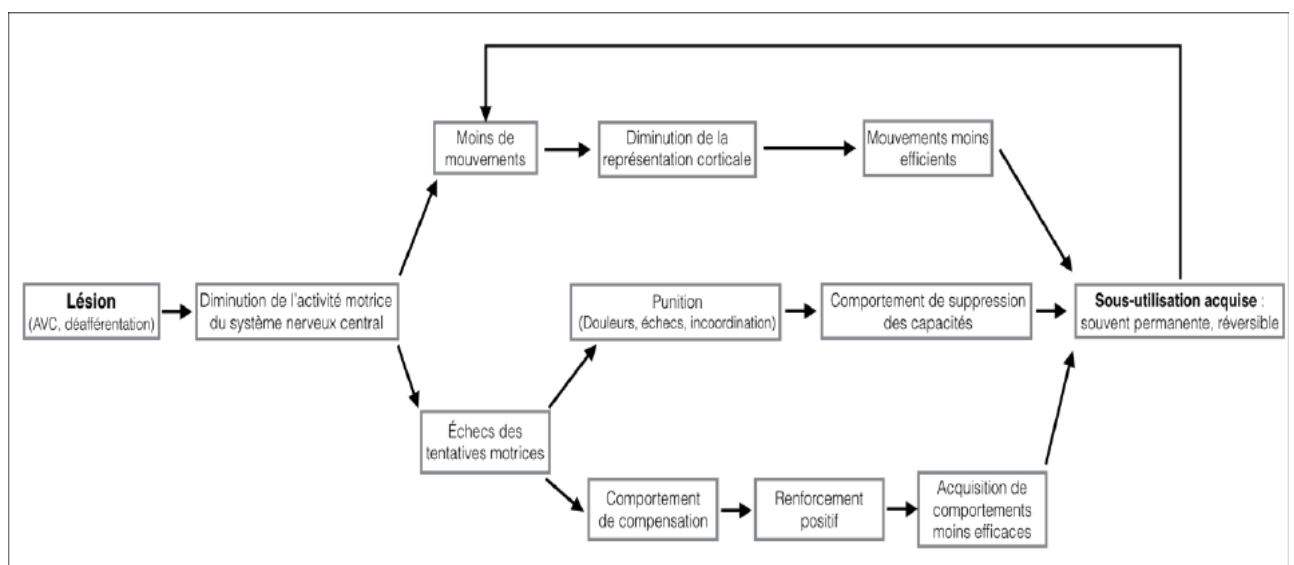 Moins de
mouvements
Diminution de la
représentation corticale
Mouvements moins
efficients
Lésion
(AVC, déafférentation)
Diminution de l'activité motrice
du système nerveux central
Punition
(Douleurs, échecs, incoordination)
Comportement de suppression
des capacités
Sous-utilisation acquise :
souvent permanente, réversible
Échecs des
tentatives motrices
Comportement
de compensation
Renforcement
positif
Acquisition de
comportements
moins efficaces